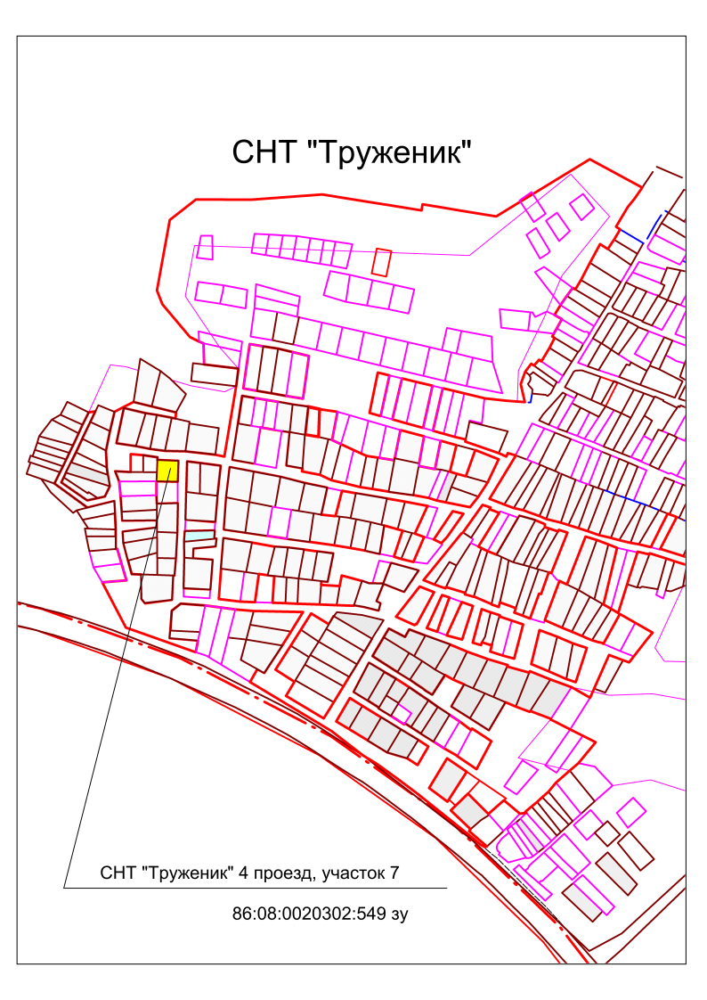 СНТ "Труженик"
СНТ "Труженик" 4 проезд, участок 7
86:08:0020302:549 зу